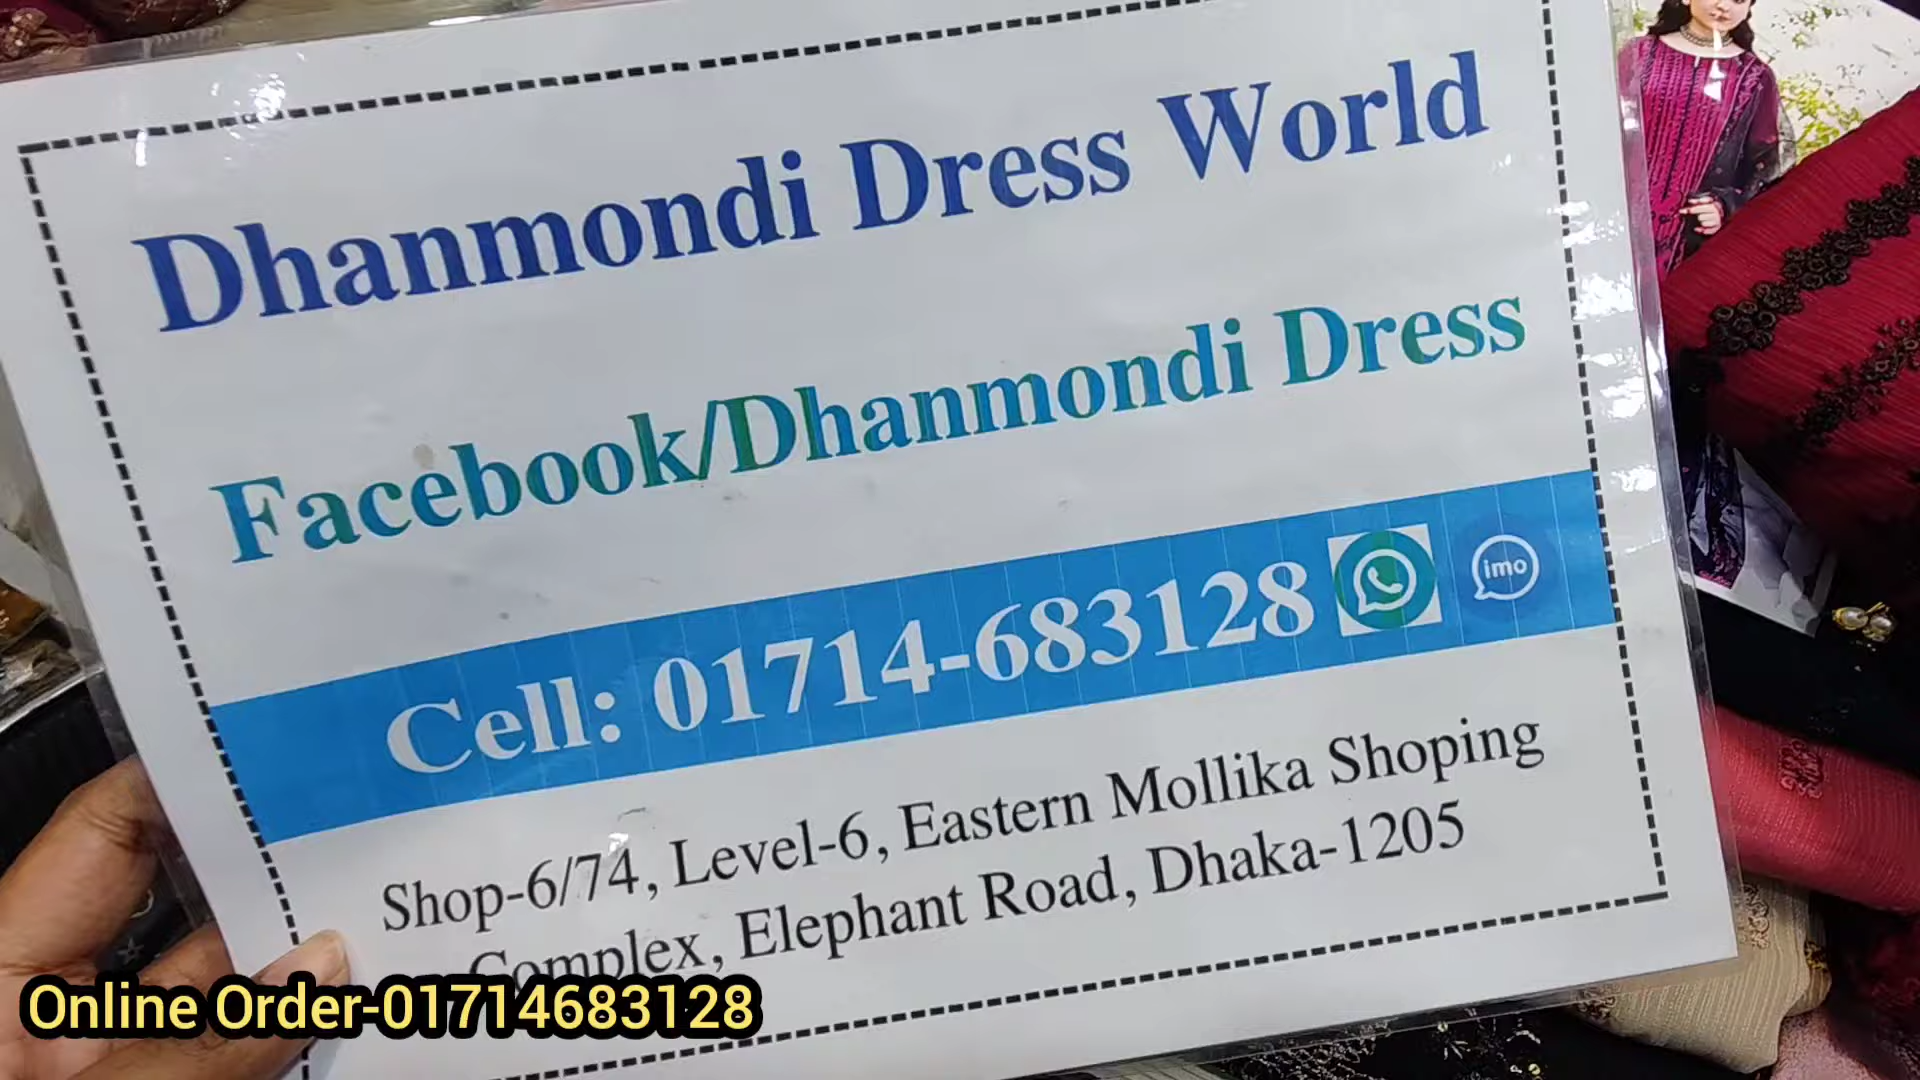 Dhanmondi Dress World
Facebook/Dhanmondi Dress
Cell: 01714-683128 imo
Shop-6/74, Level-6, Eastern Mollika Shoping
Complex, Elephant Road, Dhaka-1205
Online Order-01714683128